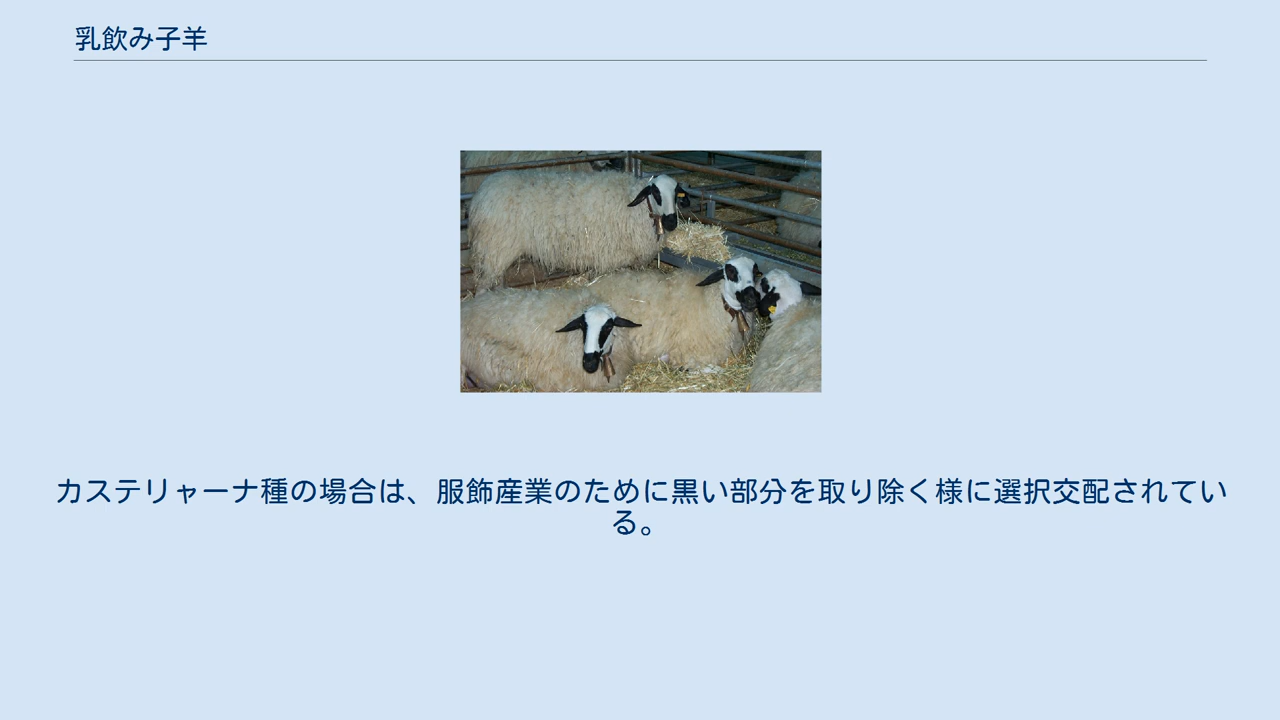 乳飲み子羊
カステリャーナ種の場合は、服飾産業のために黒い部分を取り除く様に選択交配されてい
る。